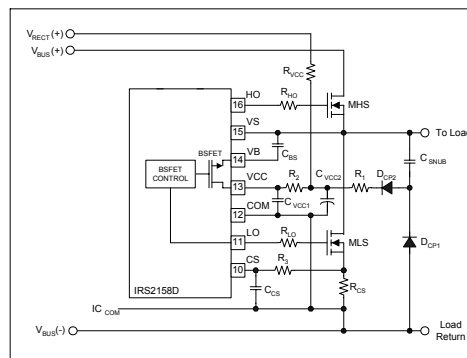 VRECT(+)
VBUS(+)
RVCC
HO
16
RHO
MHS
VS
15
To Load
BSFET
VB
14
CBS
CSNUB
BSFET
CONTROL
VCC
13
R2
CVCC2
R1
DCP2
COM
12
CVCC1
LO
11
RLO
MLS
DCP1
CS
10
R3
IRS2158D
CCS
RCS
ICCOM
VBUS(-)
Load
Return